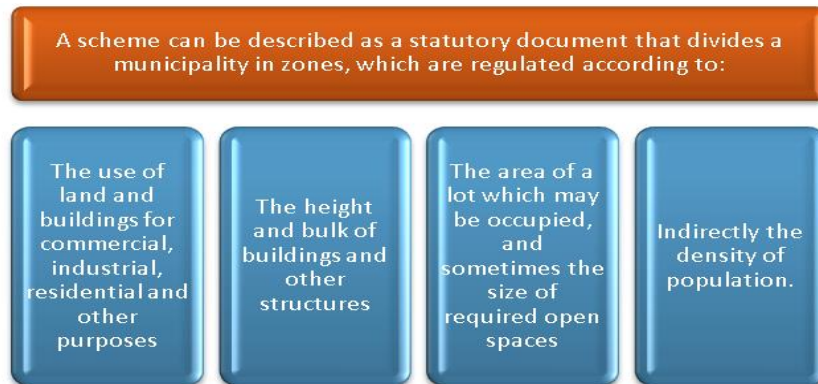 A scheme can be described as a statutory document that divides a
municipality in zones, which are regulated according to:
The use of
land and
buildings for
commercial,
industrial,
residential and
other
purposes
The height
and bulk of
buildings and
other
structures
The area of a
lot which may
be occupied,
and
sometimes the
size of
required open
spaces
Indirectly the
density of
population.